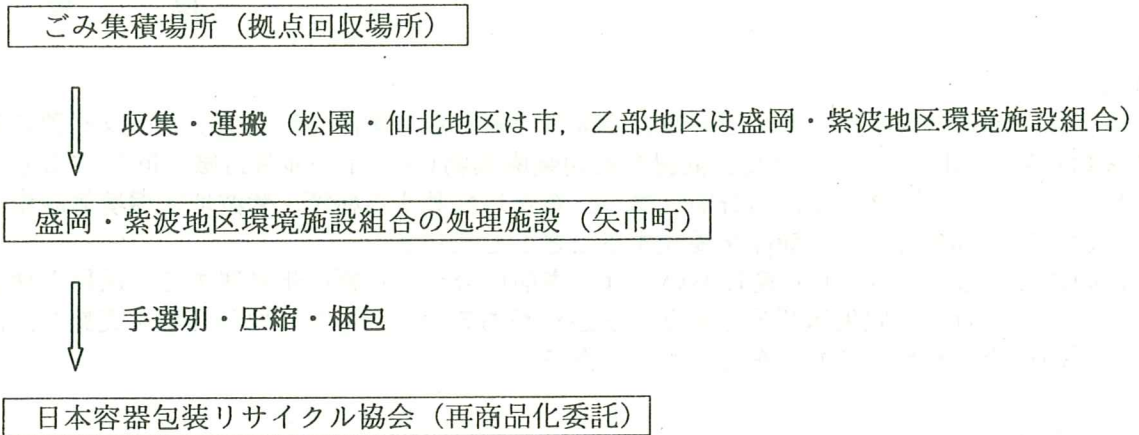 ごみ集積場所（拠点回収場所）
収集・運搬（松園・仙北地区は市，乙部地区は盛岡・紫波地区環境施設組合）
盛岡・紫波地区環境施設組合の処理施設（矢巾町）
手選別・圧縮・梱包
日本容器包装リサイクル協会（再商品化委託）